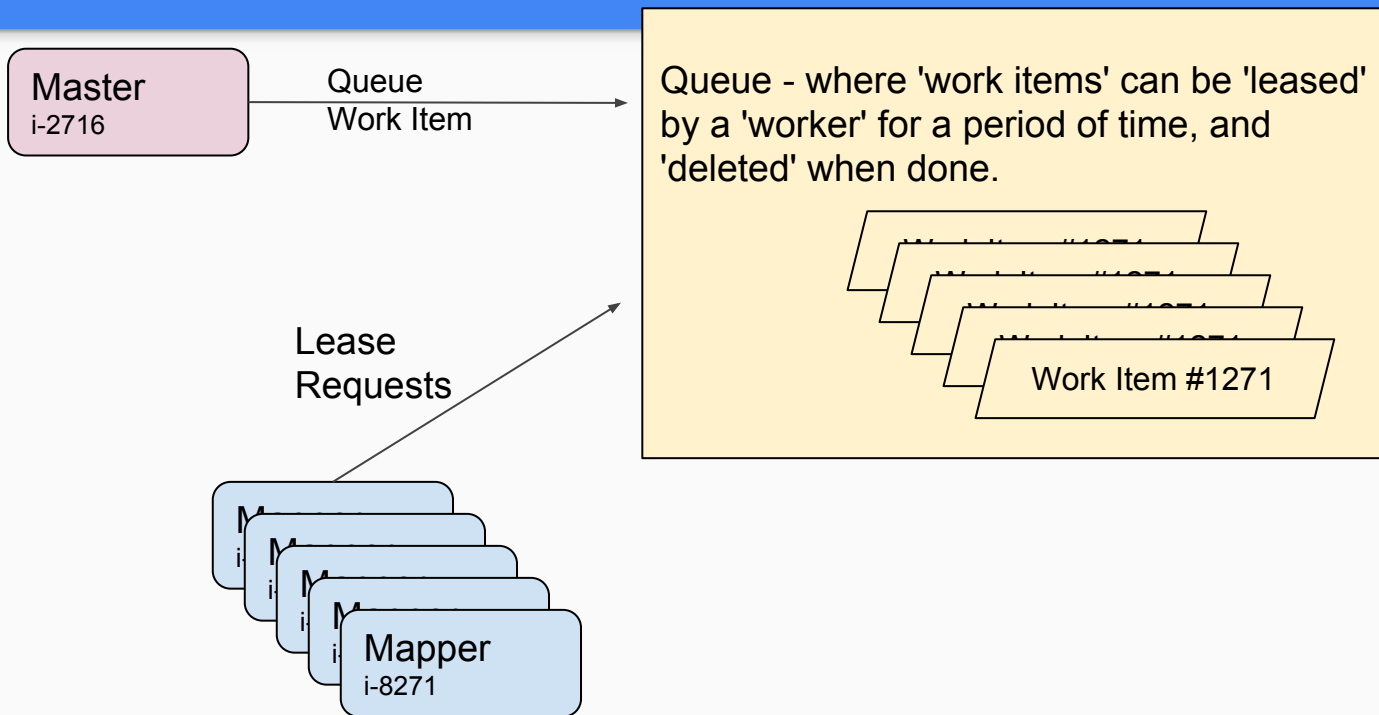 Master
i-2716
Queue
Work Item
Queue - where 'work items' can be 'leased'
by a 'worker' for a period of time, and
'deleted' when done.
Work Item #1271
Lease
Requests
Mapper
i-8271